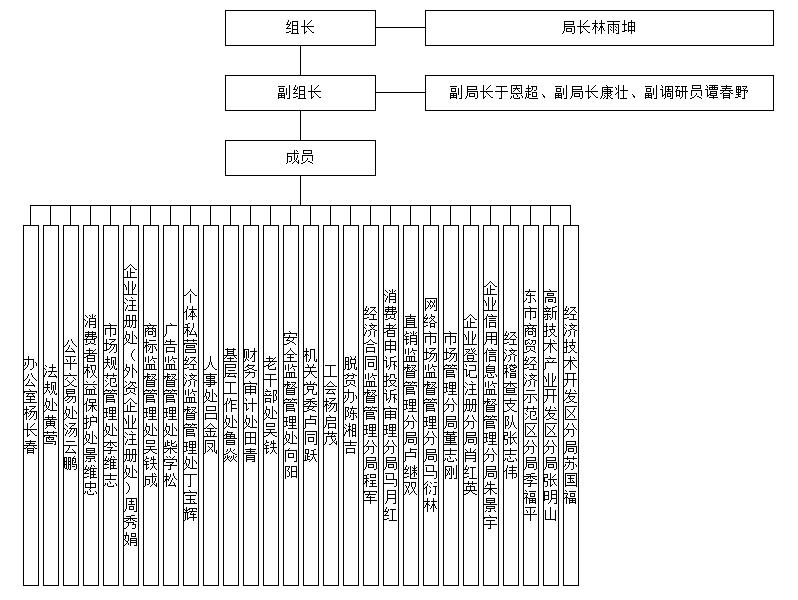 组长
局长林雨坤
副组长
副局长于恩超、副局长康壮、副调研员谭春野
成员
办公室杨长春
法规处黄莺
公平交易处汤云鹏
消费者权益保护处景维忠
市场规范管理处李维志
企业注册处（外资企业注册处）周秀娟
商标监督管理处吴铁成
广告监督管理处柴学松
个体私营经济监督管理处丁宝辉
人事处吕金凤
基层工作处鲁焱
财务审计处田青
老干部处吴铁
安全监督管理处向阳
机关党委卢同跃
工会杨启茂
脱贫办陈湘吉
经济合同监督管理分局程军
消费者申诉投诉审理分局马月红
直销监督管理分局卢继双
网络市场监督管理分局马衍林
市场管理分局董志刚
企业登记注册分局肖红英
企业信用信息监督管理分局朱景宇
经济稽查支队张志伟
东市商贸经济示范区分局季福平
高新技术产业开发区分局张明山
经济技术开发区分局苏国福